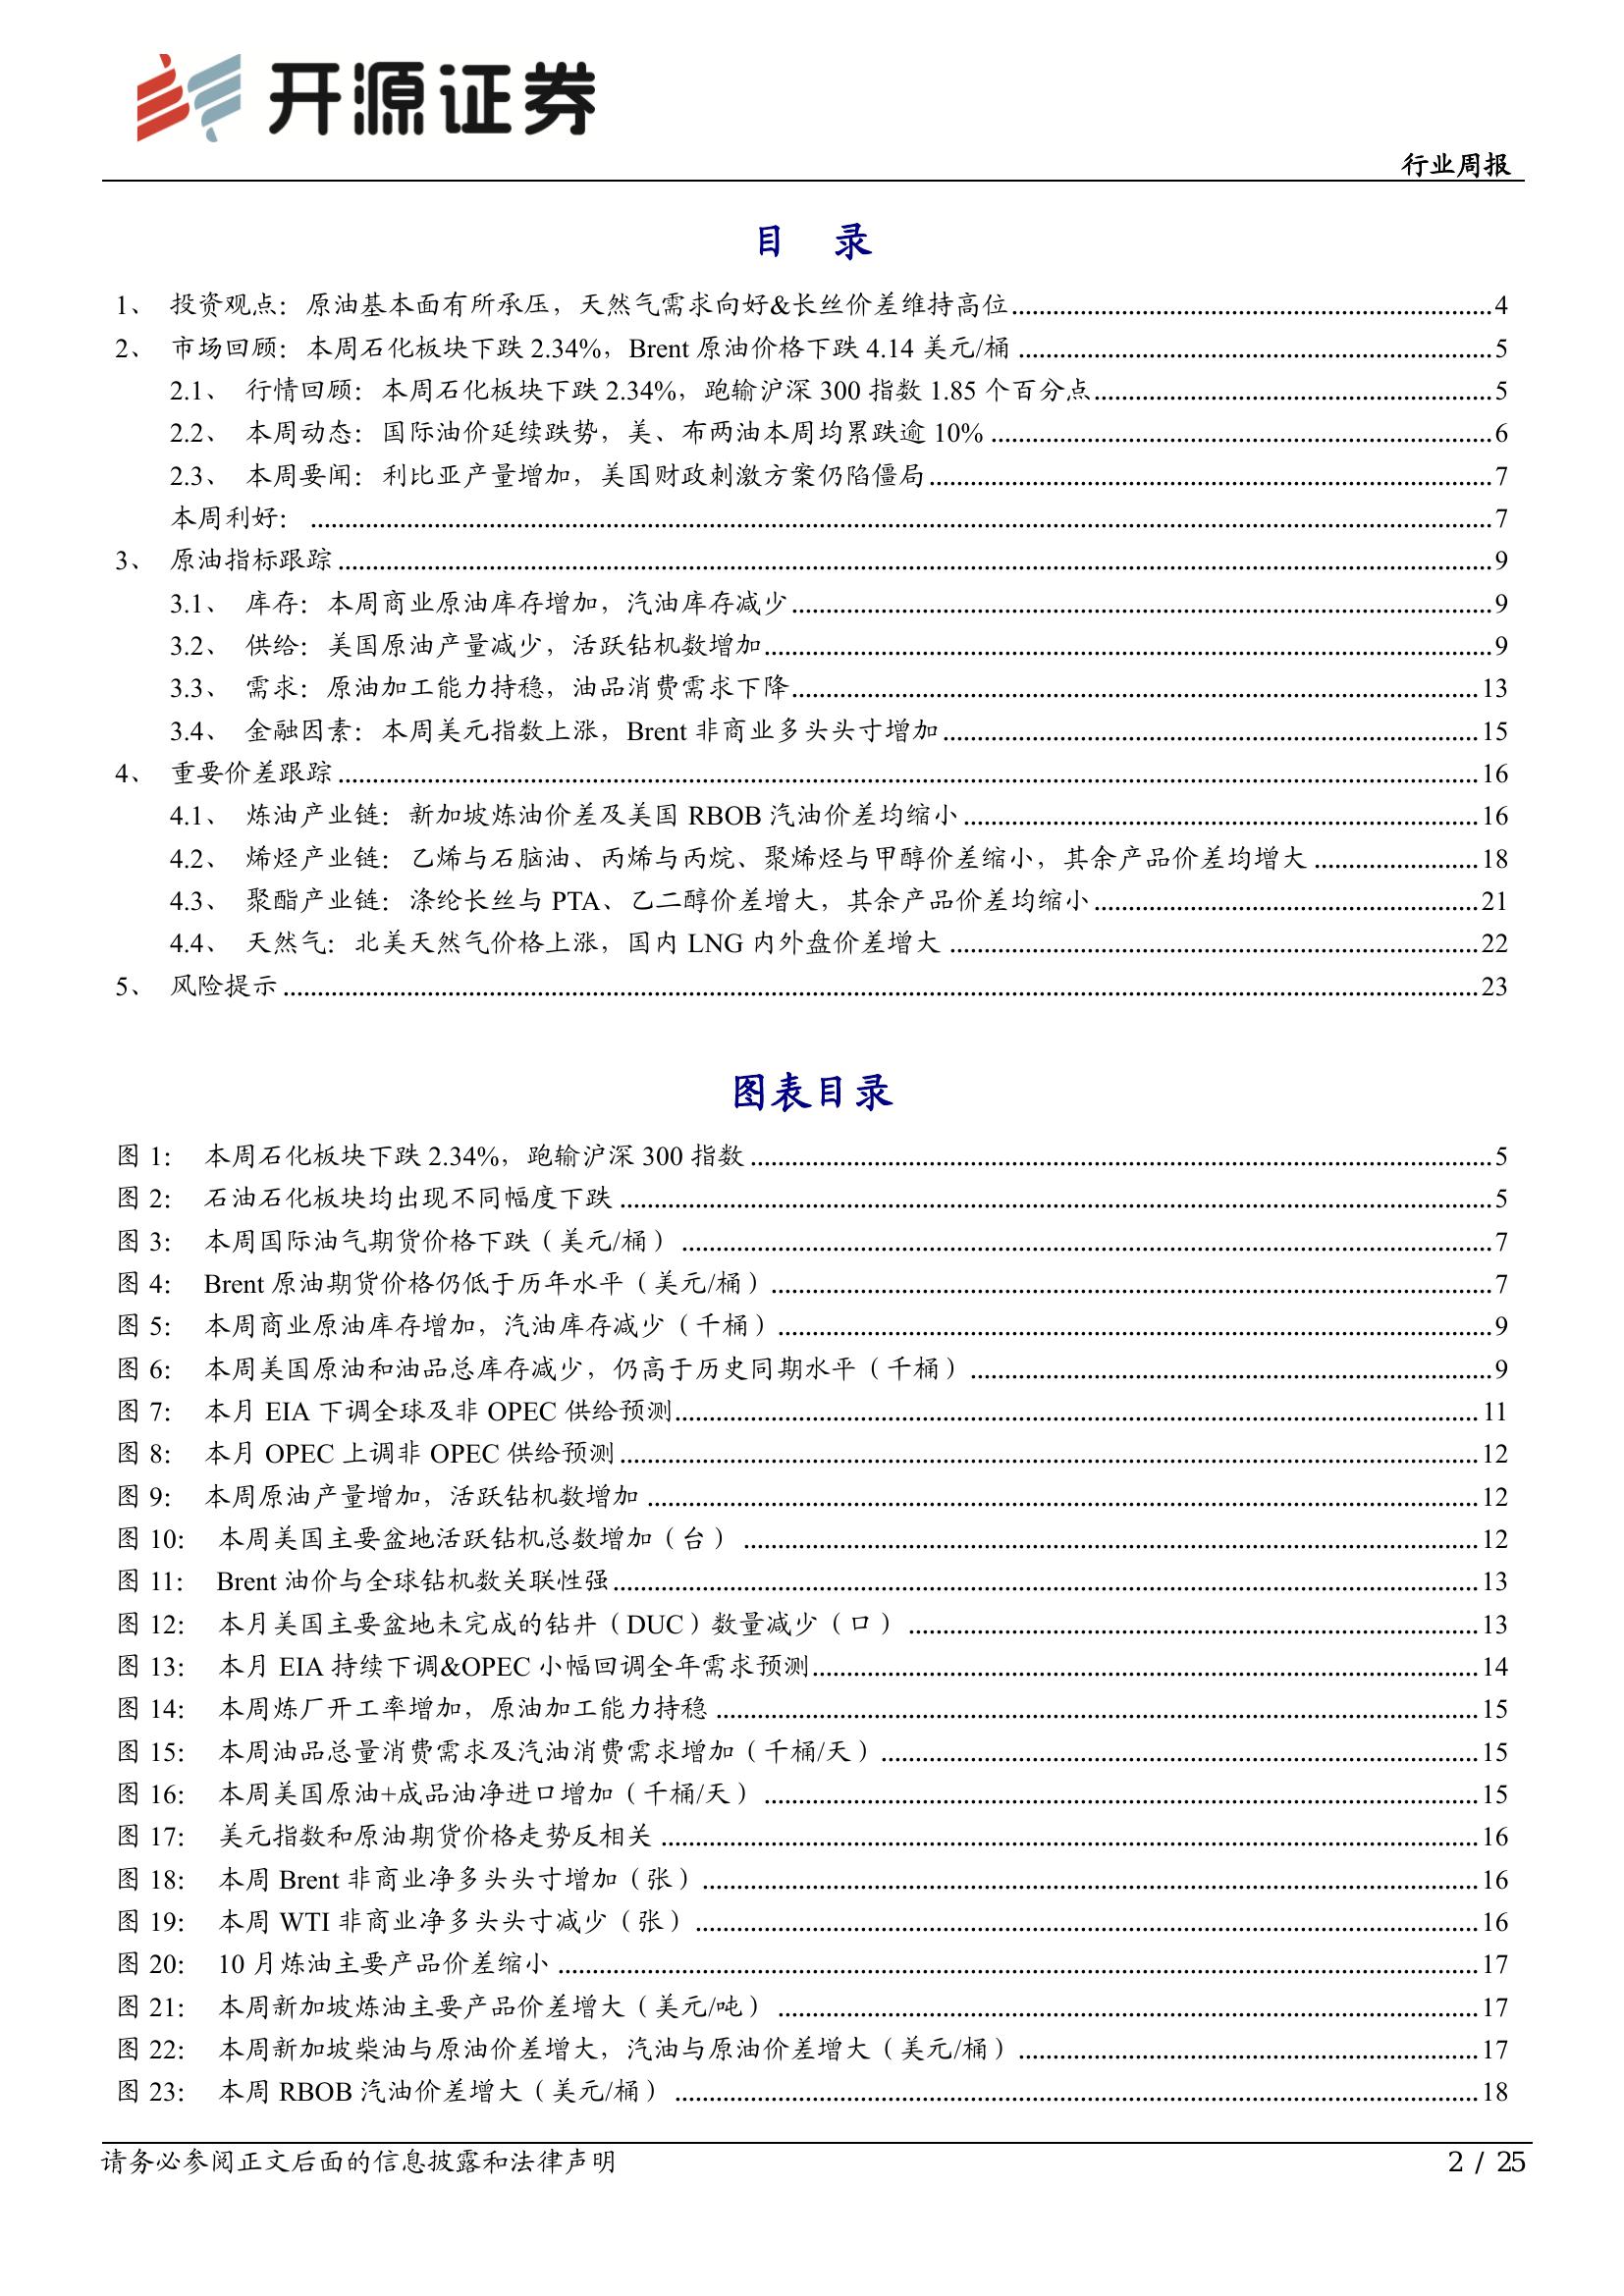 开源证券
行业周报
目 录
1、 投资观点：原油基本面有所承压，天然气需求向好&长丝价差维持高位 4
2、 市场回顾：本周石化板块下跌 2.34%，Brent 原油价格下跌 4.14 美元/桶 5
2.1、 行情回顾：本周石化板块下跌 2.34%，跑输沪深 300 指数 1.85 个百分点 5
2.2、 本周动态：国际油价延续跌势，美、布两油本周均累跌逾 10% 6
2.3、 本周要闻：利比亚产量增加，美国财政刺激方案仍陷僵局 7
本周利好： 7
3、 原油指标跟踪 9
3.1、 库存：本周商业原油库存增加，汽油库存减少 9
3.2、 供给：美国原油产量减少，活跃钻机数增加 9
3.3、 需求：原油加工能力持稳，油品消费需求下降 13
3.4、 金融因素：本周美元指数上涨，Brent 非商业多头头寸增加 15
4、 重要价差跟踪 16
4.1、 炼油产业链：新加坡炼油价差及美国 RBOB 汽油价差均缩小 16
4.2、 烯烃产业链：乙烯与石脑油、丙烯与丙烷、聚烯烃与甲醇价差缩小，其余产品价差均增大 18
4.3、 聚酯产业链：涤纶长丝与 PTA、乙二醇价差增大，其余产品价差均缩小 21
4.4、 天然气：北美天然气价格上涨，国内 LNG 内外盘价差增大 22
5、 风险提示 23
图表目录
图 1： 本周石化板块下跌 2.34%，跑输沪深 300 指数 5
图 2： 石油石化板块均出现不同幅度下跌 5
图 3： 本周国际油气期货价格下跌（美元/桶） 7
图 4： Brent 原油期货价格仍低于历年水平（美元/桶） 7
图 5： 本周商业原油库存增加，汽油库存减少（千桶） 9
图 6： 本周美国原油和油品总库存减少，仍高于历史同期水平（千桶） 9
图 7： 本月 EIA 下调全球及非 OPEC 供给预测 11
图 8： 本月 OPEC 上调非 OPEC 供给预测 12
图 9： 本周原油产量增加，活跃钻机数增加 12
图 10： 本周美国主要盆地活跃钻机总数增加（台） 12
图 11： Brent 油价与全球钻机数关联性强 13
图 12： 本月美国主要盆地未完成的钻井（DUC）数量减少（口） 13
图 13： 本月 EIA 持续下调&OPEC 小幅回调全年需求预测 14
图 14： 本周炼厂开工率增加，原油加工能力持稳 15
图 15： 本周油品总量消费需求及汽油消费需求增加（千桶/天） 15
图 16： 本周美国原油+成品油净进口增加（千桶/天） 15
图 17： 美元指数和原油期货价格走势反相关 16
图 18： 本周 Brent 非商业净多头头寸增加（张） 16
图 19： 本周 WTI 非商业净多头头寸减少（张） 16
图 20： 10 月炼油主要产品价差缩小 17
图 21： 本周新加坡炼油主要产品价差增大（美元/吨） 17
图 22： 本周新加坡柴油与原油价差增大，汽油与原油价差增大（美元/桶） 17
图 23： 本周 RBOB 汽油价差增大（美元/桶） 18
请务必参阅正文后面的信息披露和法律声明
2 / 25